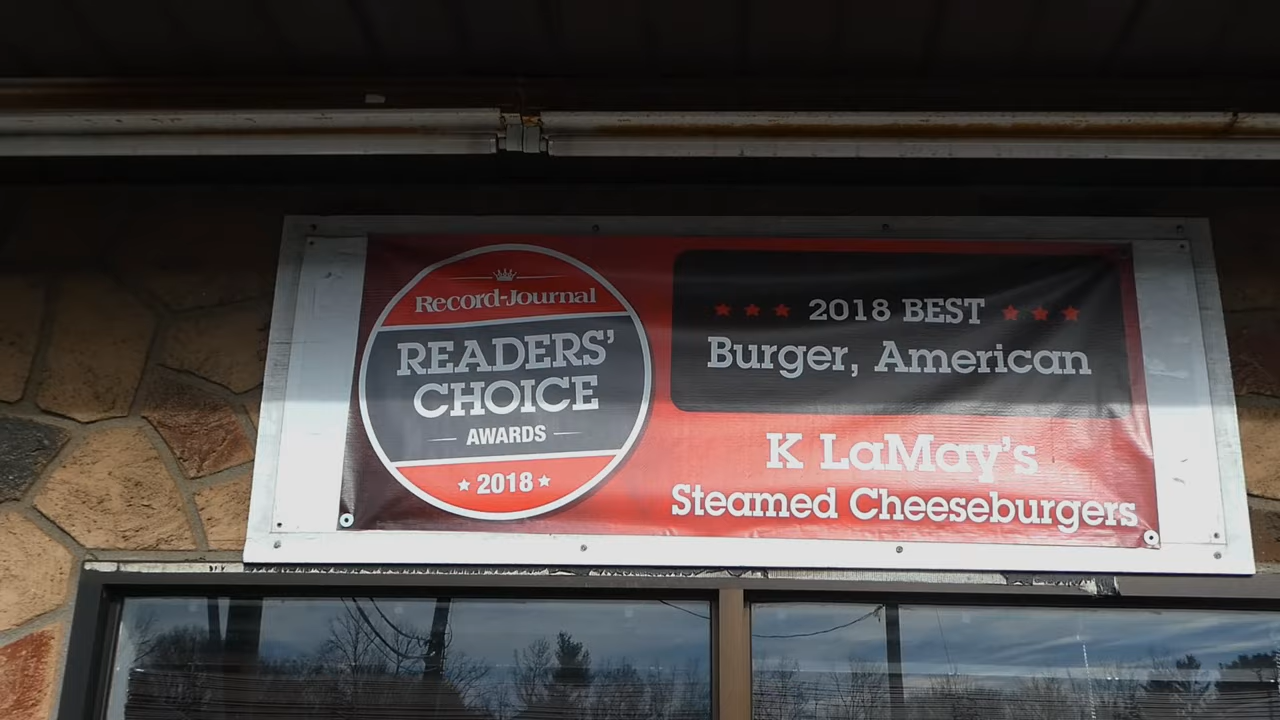 Record-Journal
READERS'
CHOICE
AWARDS
2018
2018 BEST
Burger, American
K LaMay's
Steamed Cheeseburgers